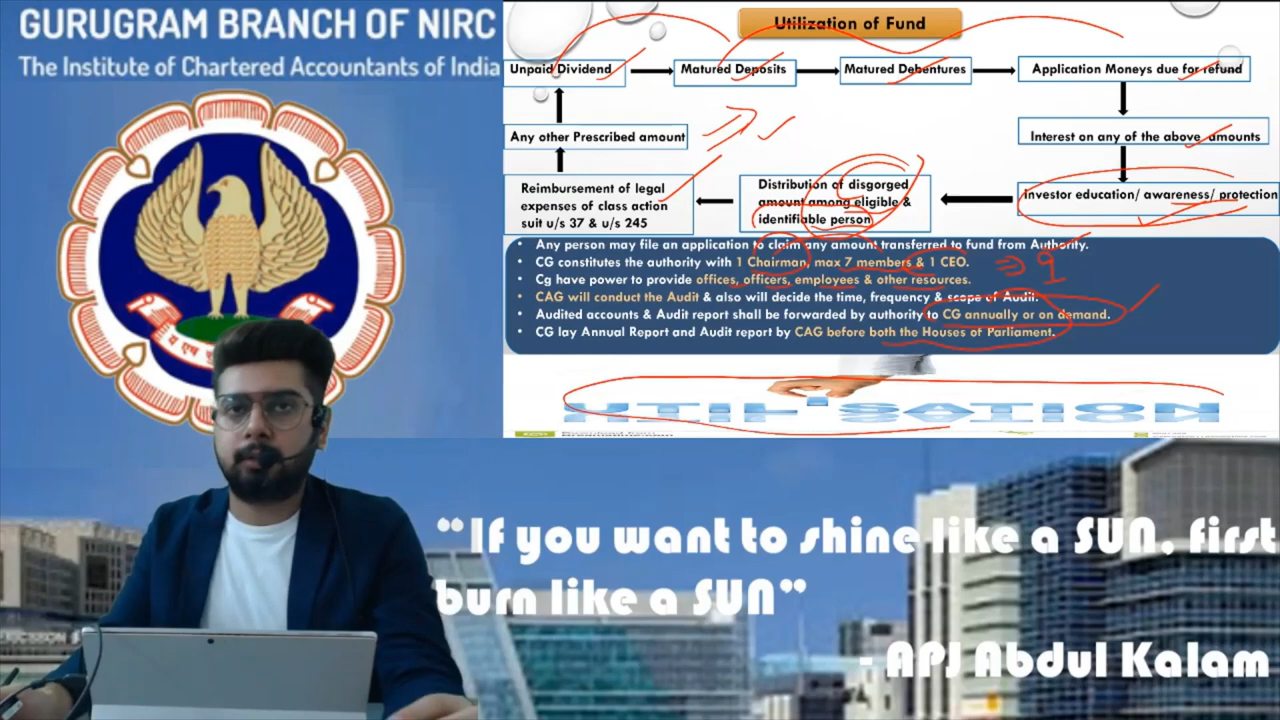 GURUGRAM BRANCH OF NIRC
The Institute of Chartered Accountants of India
Utilization of Fund
Unpaid Dividend
Matured Deposits
Matured Debentures
Application Moneys due for refund
Any other Prescribed amount
Interest on any of the above amounts
Reimbursement of legal
expenses of class action
suit u/s 37 & u/s 245
Distribution of disgorged
amount among eligible &
identifiable person
Investor education/ awareness/ protection
• Any person may file an application to claim any amount transferred to fund from Authority.
• CG constitutes the authority with 1 Chairman, max 7 members & 1 CEO.
9
• Cg have power to provide offices, officers, employees & other resources.
• CAG will conduct the Audit & also will decide the time, frequency & scope of Audit.
• Audited accounts & Audit report shall be forwarded by authority to CG annually or on demand.
• CG lay Annual Report and Audit report by CAG before both the Houses of Parliament.
"If you want to shine like a SUN, first
burn like a SUN"
- APJ Abdul Kalam